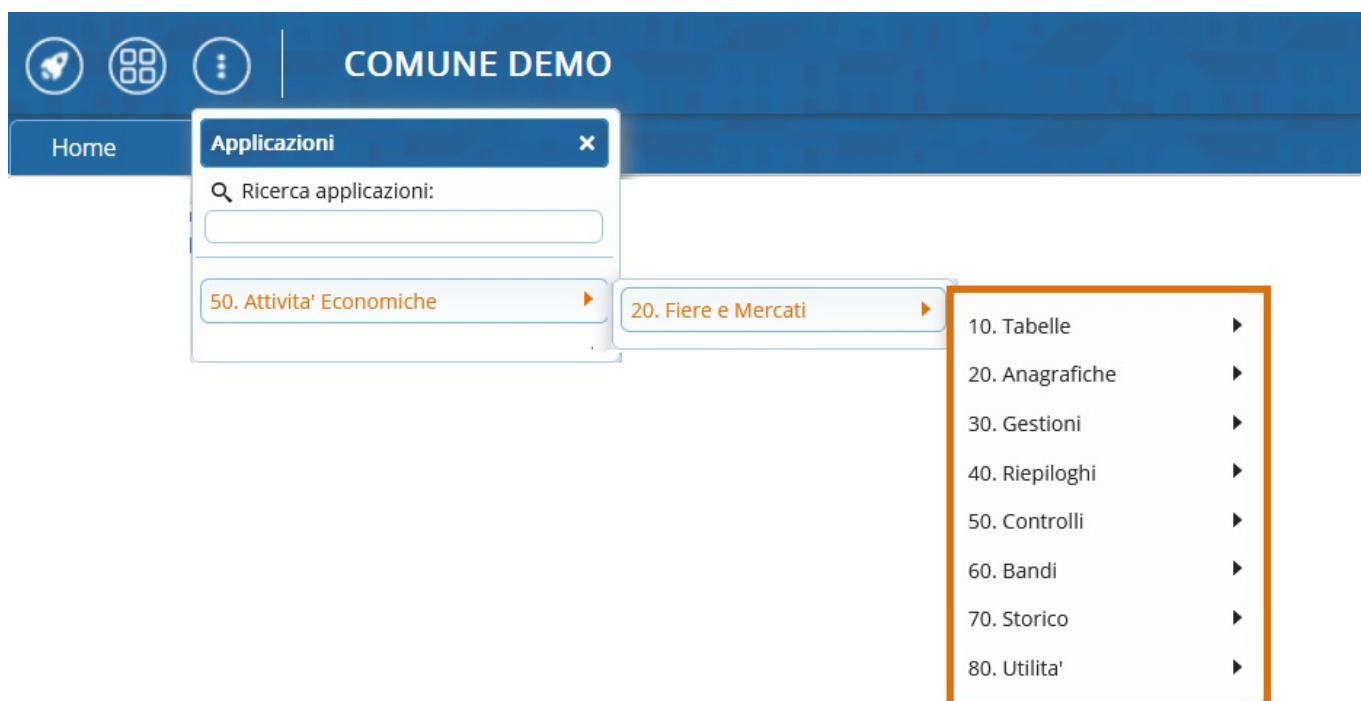 COMUNE DEMO
Home
Applicazioni
Ricerca applicazioni:
50. Attivita' Economiche
20. Fiere e Mercati
10. Tabelle
20. Anagrafiche
30. Gestioni
40. Riepiloghi
50. Controlli
60. Bandi
70. Storico
80. Utilita'